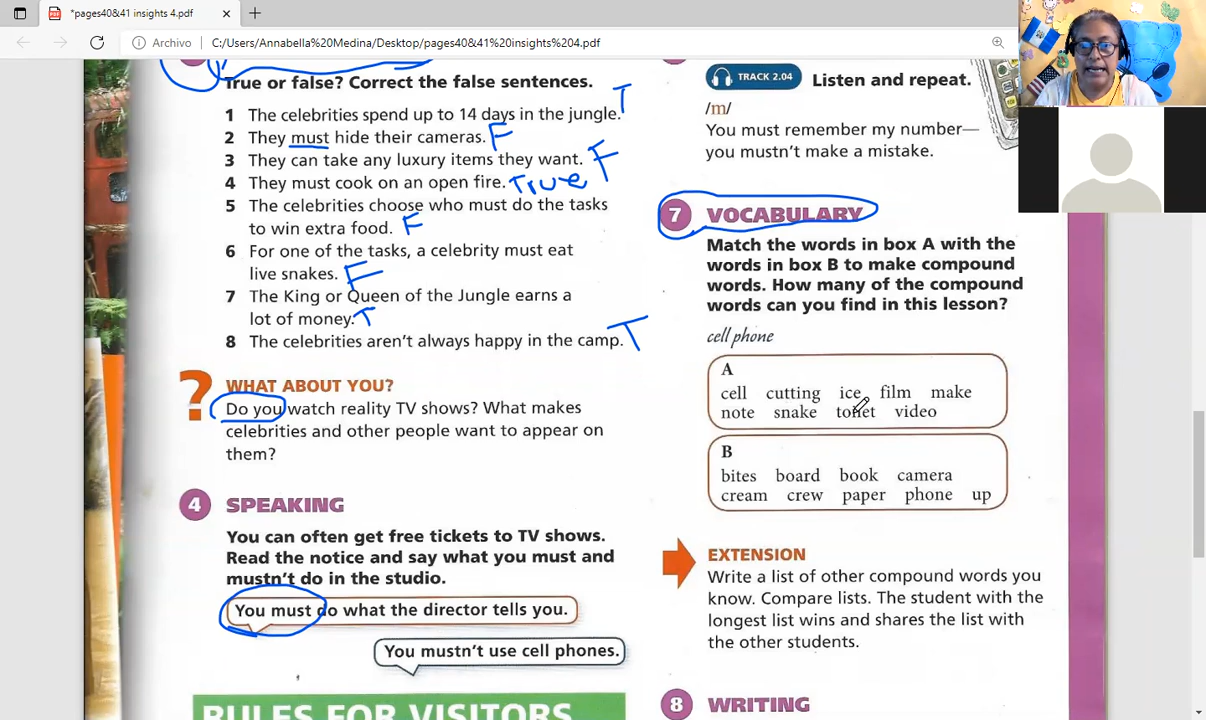 *pages40&41 insights 4.pdf
Archivo
C:/Users/Annabella%20Medina/Desktop/pages40&41%20insights%204.pdf
True or false? Correct the false sentences.
1 The celebrities spend up to 14 days in the jungle. T
2 They must hide their cameras. F
3 They can take any luxury items they want. F
4 They must cook on an open fire. True
5 The celebrities choose who must do the tasks
to win extra food. F
6 For one of the tasks, a celebrity must eat
live snakes. F
7 The King or Queen of the Jungle earns a
lot of money. T
8 The celebrities aren't always happy in the camp. T
? WHAT ABOUT YOU?
Do you watch reality TV shows? What makes
celebrities and other people want to appear on
them?
4 SPEAKING
You can often get free tickets to TV shows.
Read the notice and say what you must and
mustn't do in the studio.
You must do what the director tells you.
You mustn't use cell phones.
RULES FOR VISITORS
TRACK 2.04 Listen and repeat.
/m/
You must remember my number—
you mustn't make a mistake.
7 VOCABULARY
Match the words in box A with the
words in box B to make compound
words. How many of the compound
words can you find in this lesson?
cell phone
A
cell cutting ice film make
note snake toilet video
B
bites board book camera
cream crew paper phone up
EXTENSION
Write a list of other compound words you
know. Compare lists. The student with the
longest list wins and shares the list with
the other students.
8 WRITING